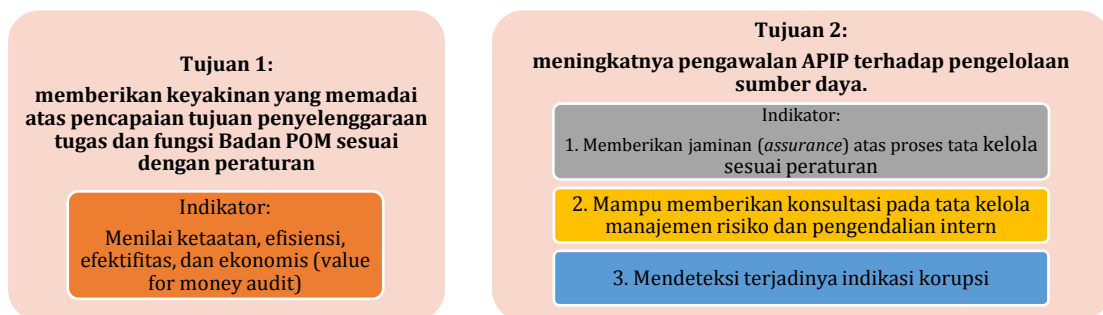 Tujuan 1:
memberikan keyakinan yang memadai
atas pencapaian tujuan penyelenggaraan
tugas dan fungsi Badan POM sesuai
dengan peraturan
Indikator:
Menilai ketaatan, efisiensi,
efektifitas, dan ekonomis (value
for money audit)
Tujuan 2:
meningkatnya pengawalan APIP terhadap pengelolaan
sumber daya.
Indikator:
1. Memberikan jaminan (assurance) atas proses tata kelola
sesuai peraturan
2. Mampu memberikan konsultasi pada tata kelola
manajemen risiko dan pengendalian intern
3. Mendeteksi terjadinya indikasi korupsi